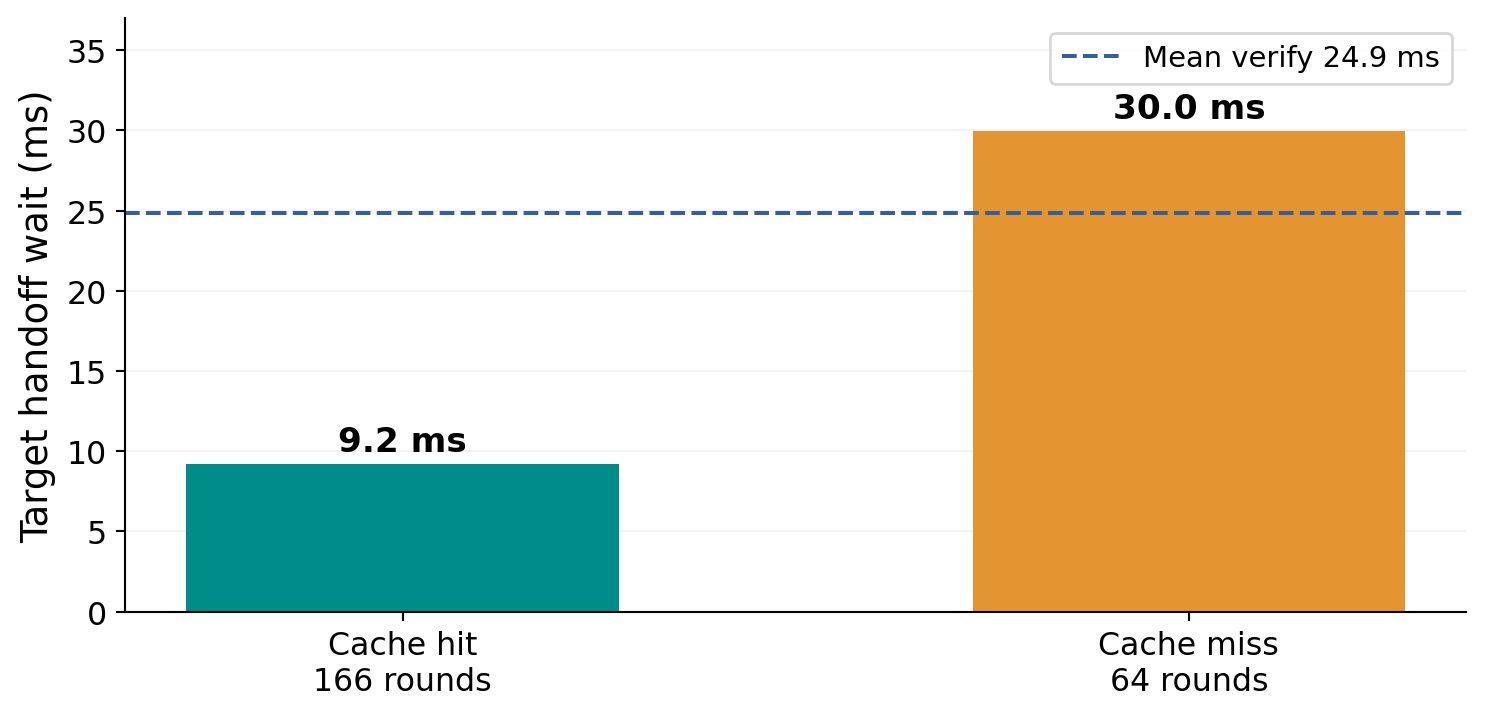 Target handoff wait (ms)
35
30
25
20
15
10
5
0
Mean verify 24.9 ms
30.0 ms
9.2 ms
Cache hit
166 rounds
Cache miss
64 rounds